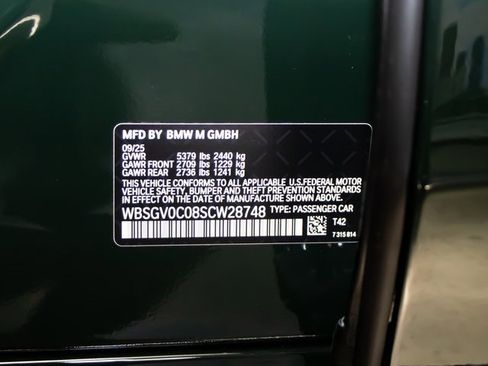 MFD BY BMW M GMBH
09/25
GVWR 5379 lbs 2440 kg
GAWR FRONT 2709 lbs 1229 kg
GAWR REAR 2736 lbs 1241 kg
THIS VEHICLE CONFORMS TO ALL APPLICABLE U.S.FEDERAL MOTOR
VEHICLE SAFETY, BUMPER AND THEFT PREVENTION STANDARDS
IN EFFECT ON THE DATE OF MANUFACTURE SHOWN ABOVE.
WBSGV0C08SCW28748 TYPE: PASSENGER CAR
T42
7 315 814